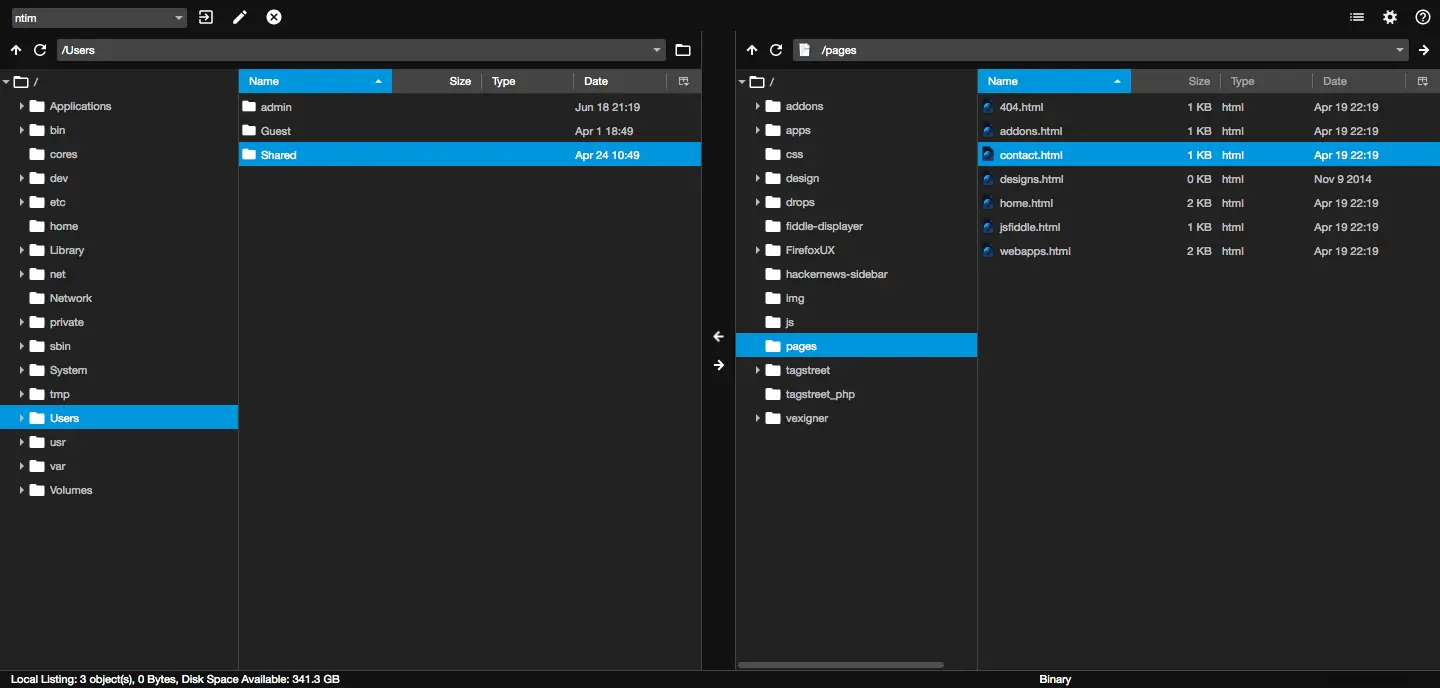 ntim
/Users
/
Applications
bin
cores
dev
etc
home
Library
net
Network
private
sbin
System
tmp
Users
usr
var
Volumes
Name Size Type Date
admin Jun 18 21:19
Guest Apr 1 18:49
Shared Apr 24 10:49
/pages
/
addons
apps
css
design
drops
fiddle-displayer
FirefoxUX
hackernews-sidebar
img
js
pages
tagstreet
tagstreet_php
vexigner
Name Size Type Date
404.html 1 KB html Apr 19 22:19
addons.html 1 KB html Apr 19 22:19
contact.html 1 KB html Apr 19 22:19
designs.html 0 KB html Nov 9 2014
home.html 2 KB html Apr 19 22:19
jsfiddle.html 1 KB html Apr 19 22:19
webapps.html 2 KB html Apr 19 22:19
Local Listing: 3 object(s), 0 Bytes, Disk Space Available: 341.3 GB
Binary